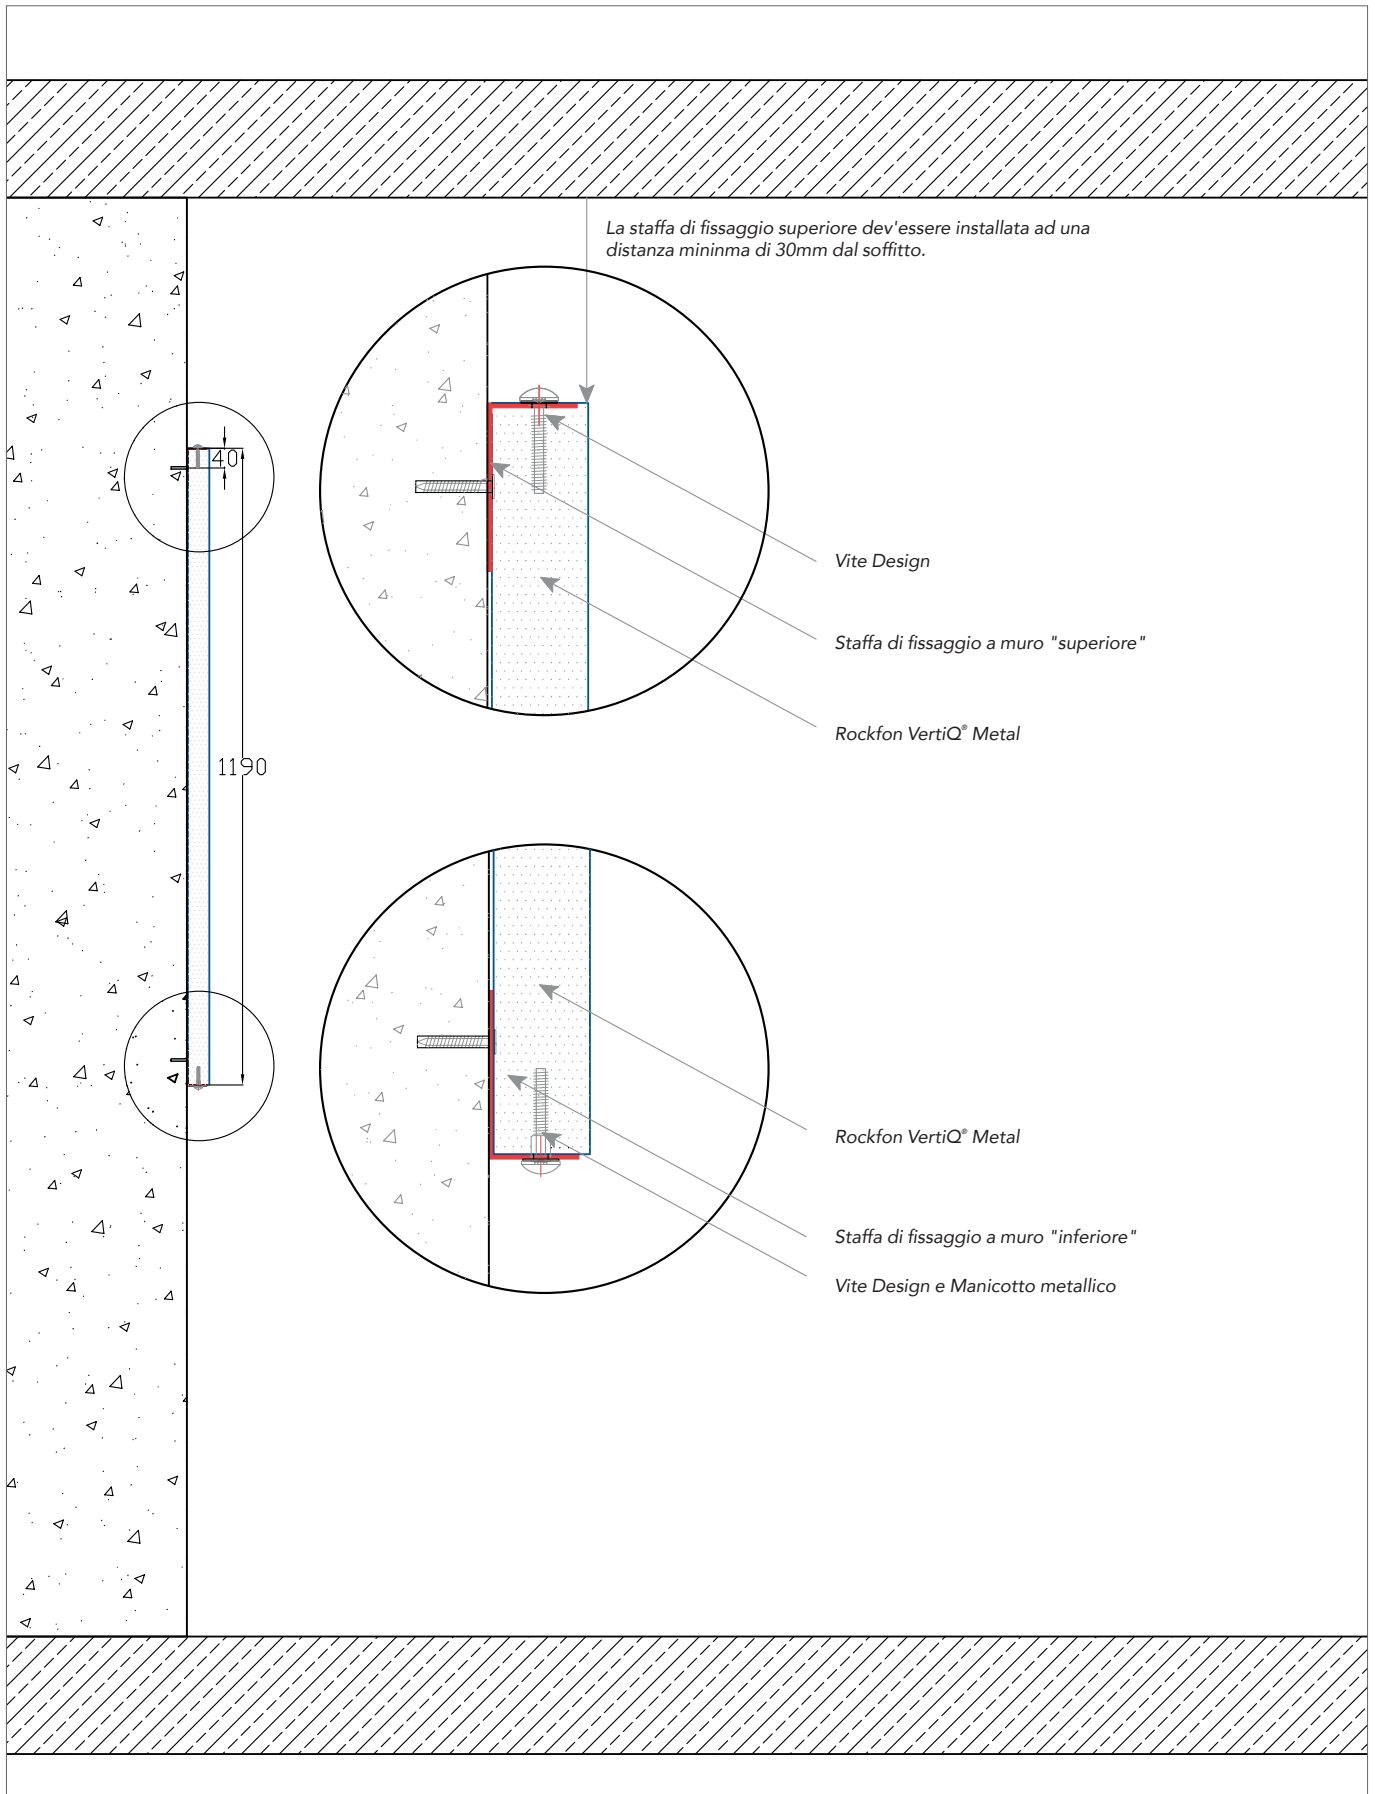 La staffa di fissaggio superiore dev'essere installata ad una
distanza mininma di 30mm dal soffitto.
40
Vite Design
Staffa di fissaggio a muro "superiore"
Rockfon VertiQ® Metal
1190
Rockfon VertiQ® Metal
Staffa di fissaggio a muro "inferiore"
Vite Design e Manicotto metallico